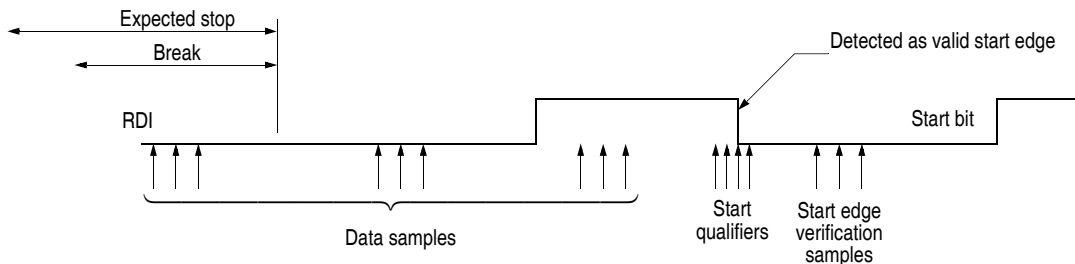 Expected stop
Break
Detected as valid start edge
RDI
Start bit
Data samples
Start
qualifiers
Start edge
verification
samples